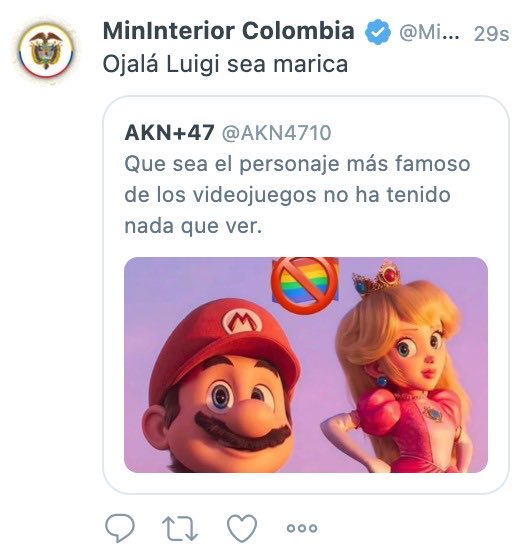 MinInterior Colombia @Mi... 29s
Ojalá Luigi sea marica
AKN+47 @AKN4710
Que sea el personaje más famoso
de los videojuegos no ha tenido
nada que ver.
M